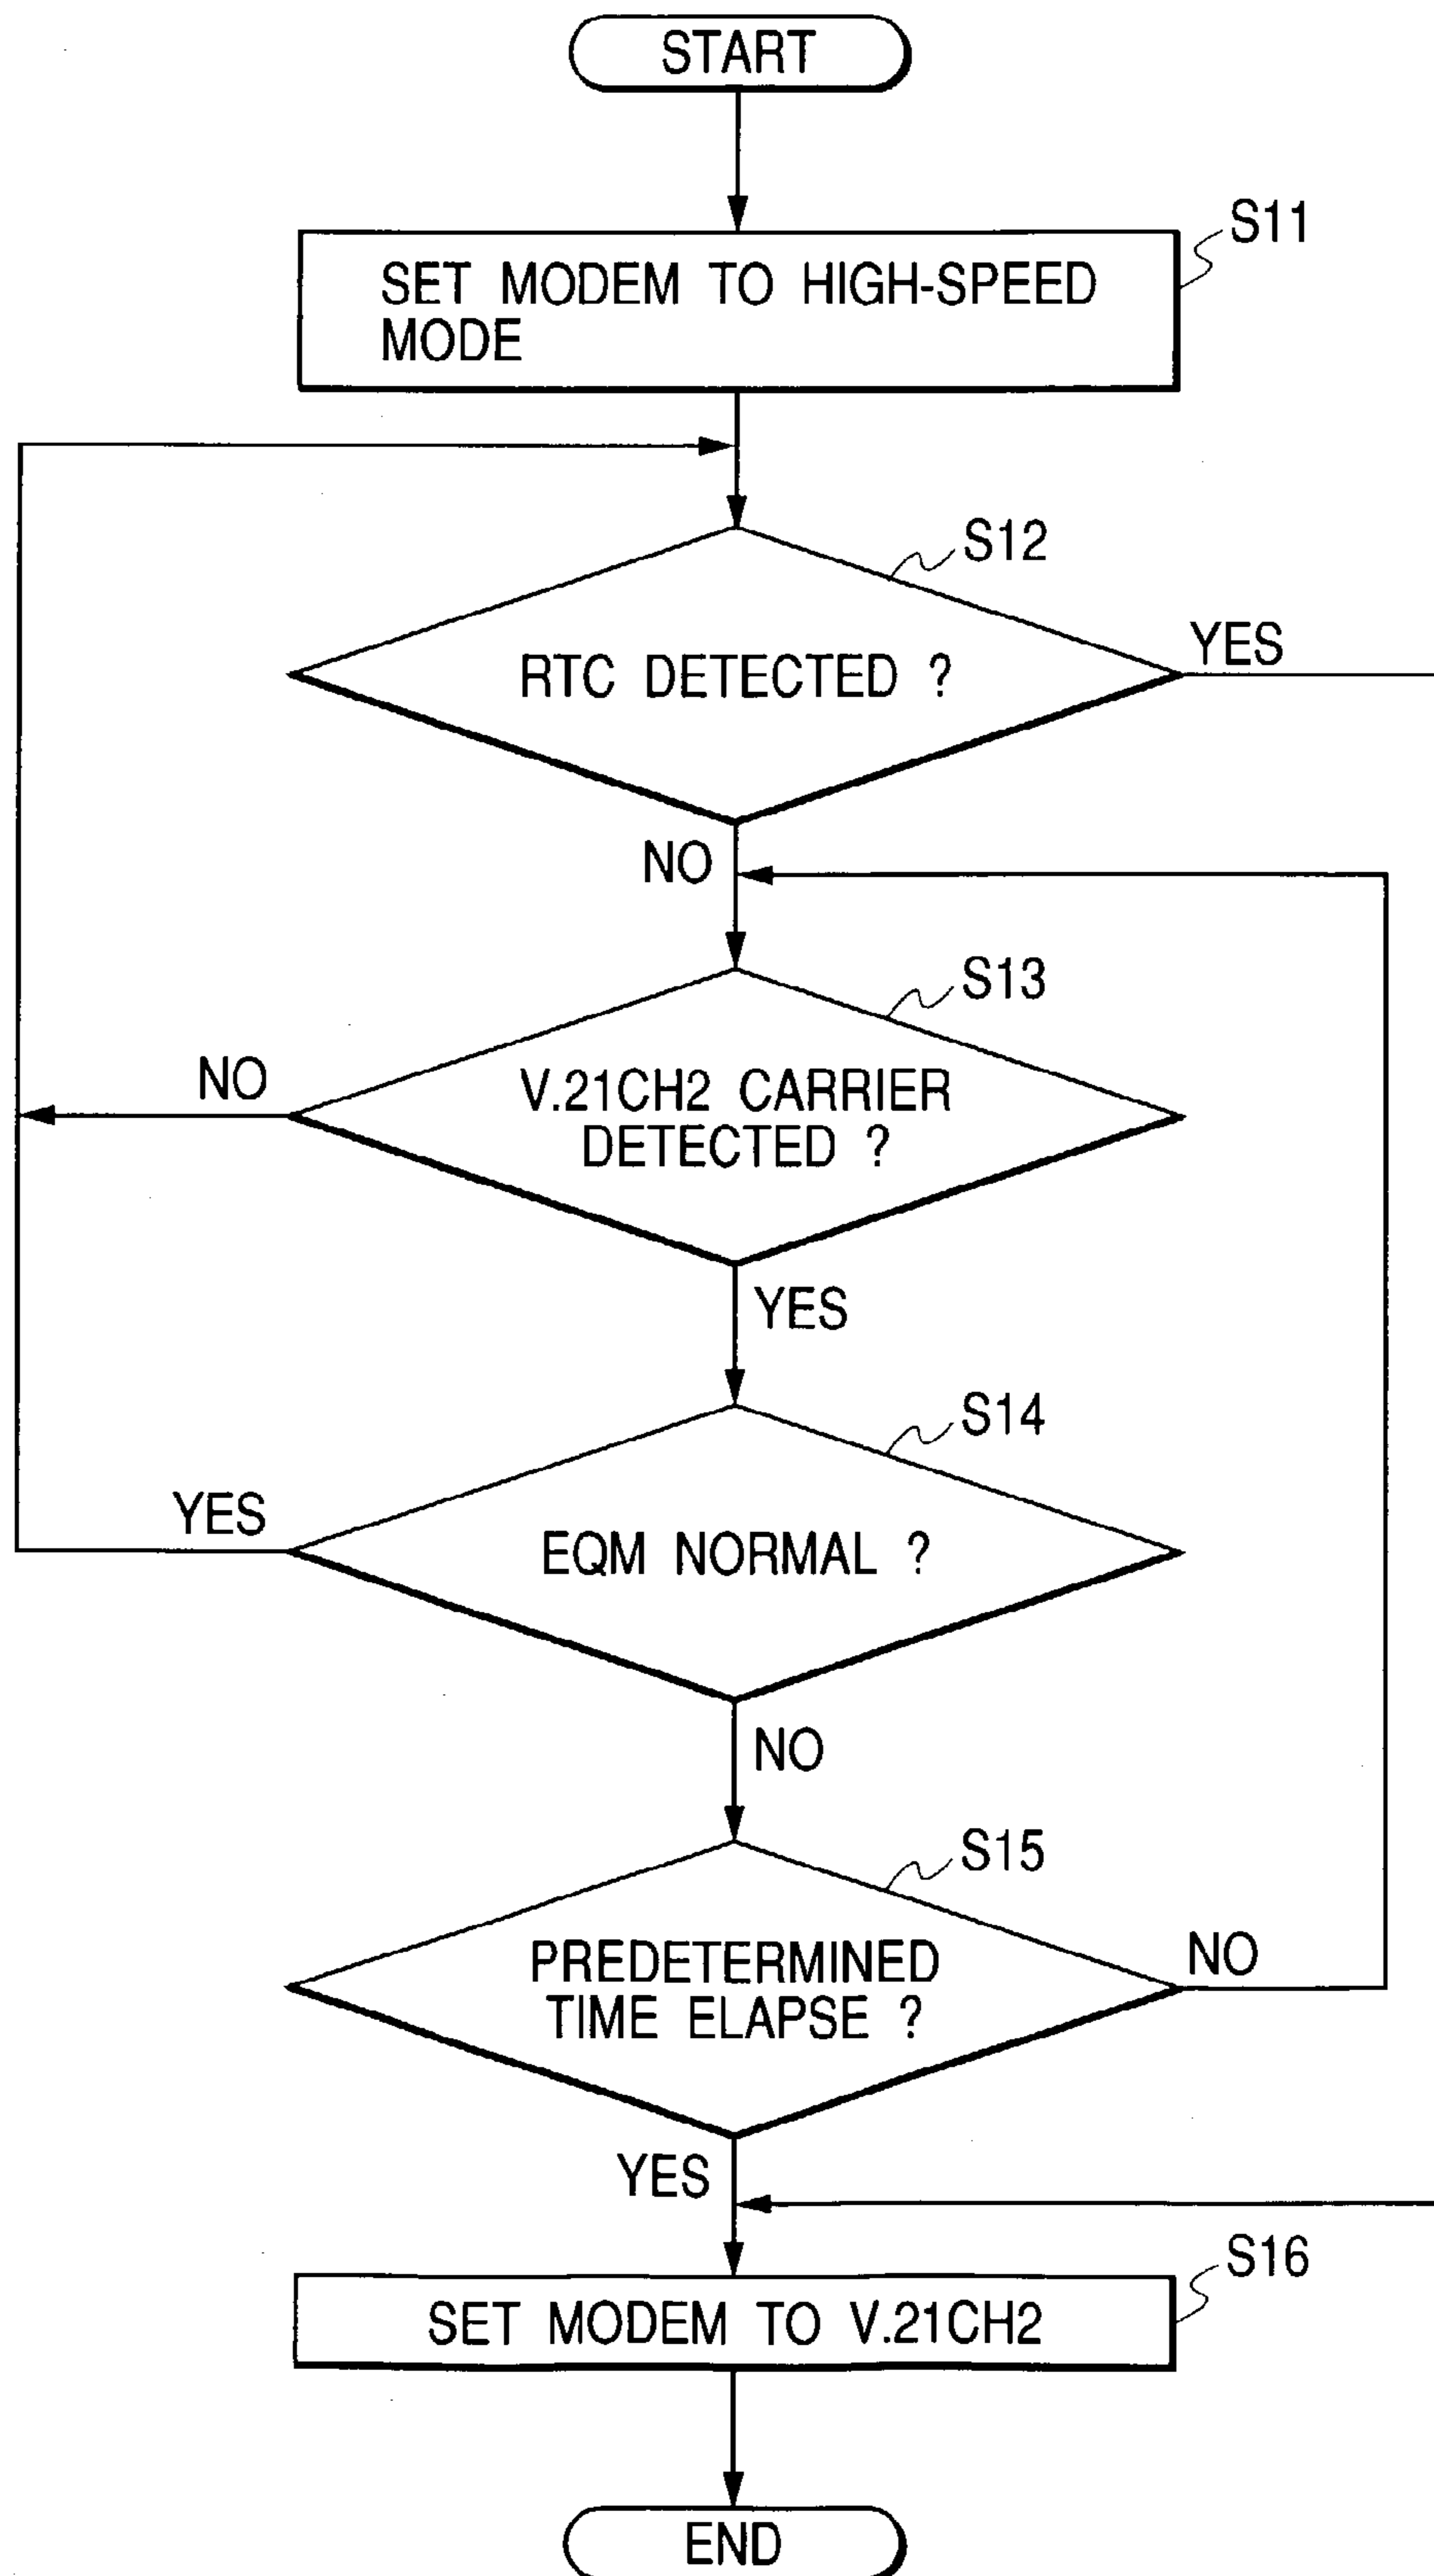 START
S11
SET MODEM TO HIGH-SPEED
MODE
S12
RTC DETECTED ?
YES
NO
S13
V.21CH2 CARRIER
DETECTED ?
NO
YES
S14
EQM NORMAL ?
YES
NO
S15
PREDETERMINED
TIME ELAPSE ?
NO
YES
S16
SET MODEM TO V.21CH2
END